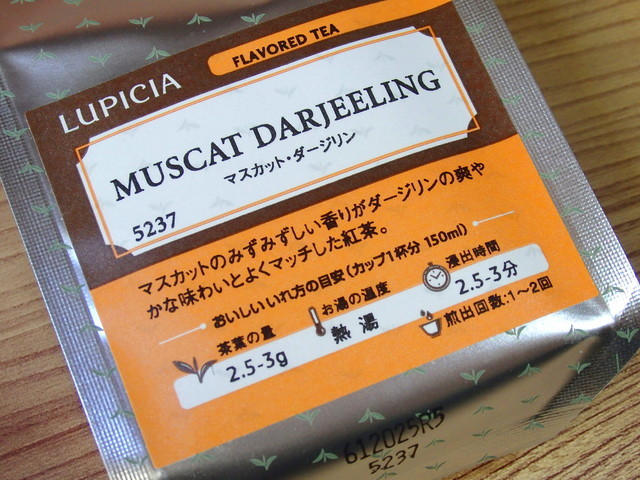 LUPICIA
FLAVORED TEA
MUSCAT DARJEELING
マスカット・ダージリン
5237
マスカットのみずみずしい香りがダージリンの爽や
かな味わいとよくマッチした紅茶。
おいしいいれ方の目安（カップ1杯分 150ml）
茶葉の量
2.5-3g
お湯の温度
熱湯
浸出時間
2.5-3分
煎出回数：1～2回
612025R5
5237